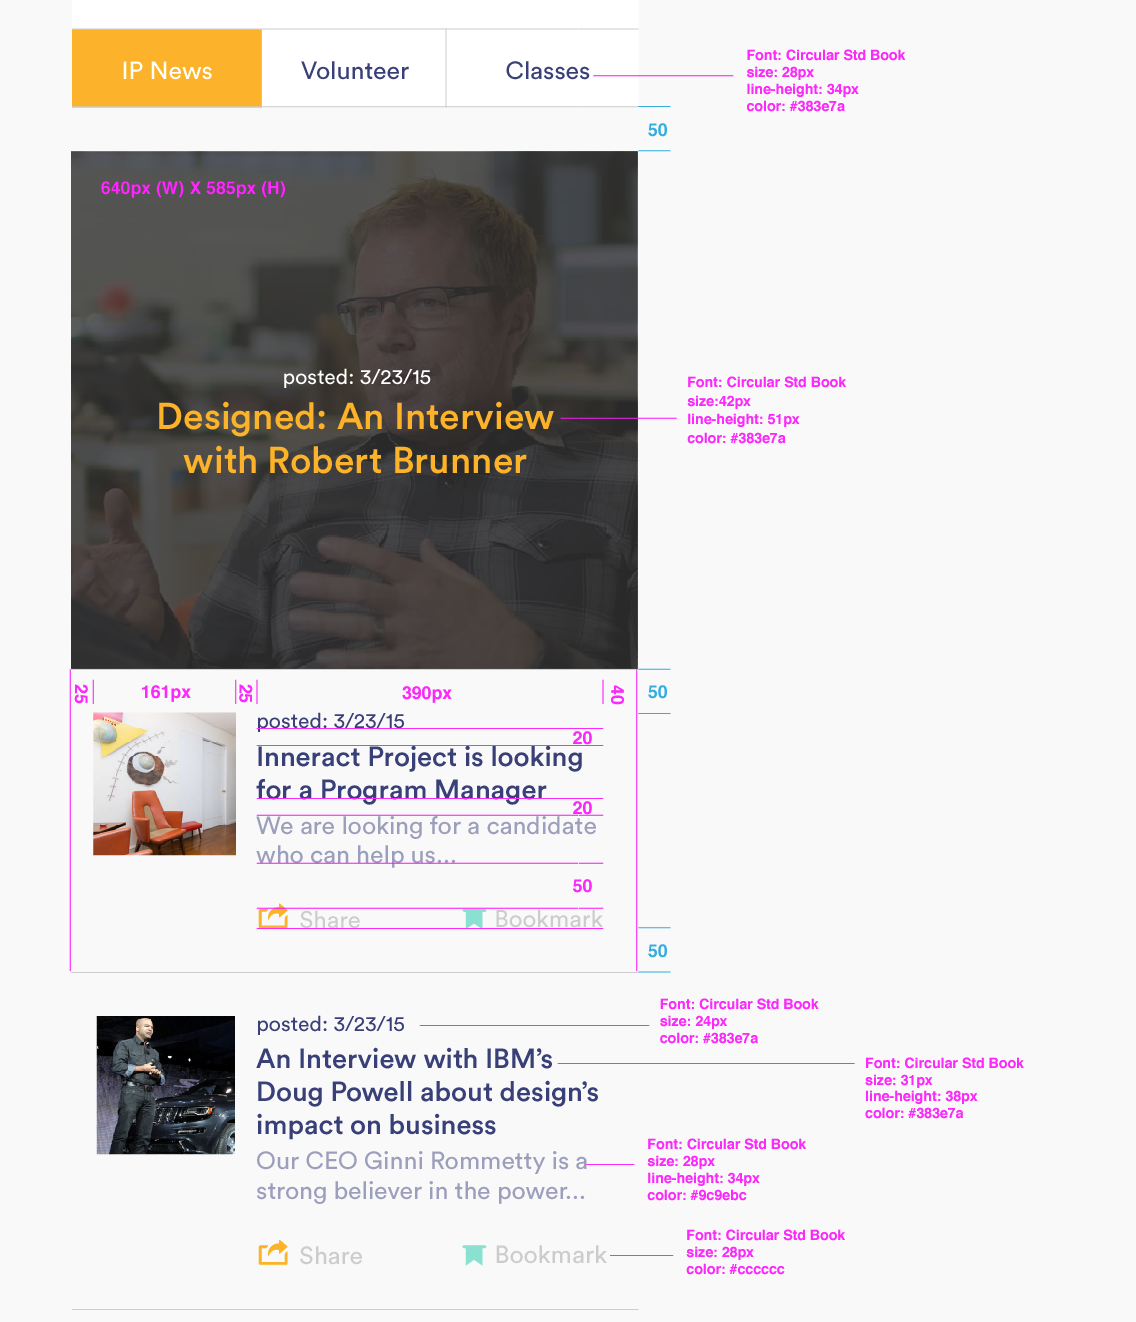 IP News
Volunteer
Classes
Font: Circular Std Book
size: 28px
line-height: 34px
color: #383e7a
50
640px (W) X 585px (H)
posted: 3/23/15
Designed: An Interview
with Robert Brunner
Font: Circular Std Book
size:42px
line-height: 51px
color: #383e7a
25
161px
25
390px
40
50
posted: 3/23/15
20
Inneract Project is looking
for a Program Manager
20
We are looking for a candidate
who can help us...
50
Share
Bookmark
50
posted: 3/23/15
Font: Circular Std Book
size: 24px
color: #383e7a
An Interview with IBM’s
Doug Powell about design’s
impact on business
Font: Circular Std Book
size: 31px
line-height: 38px
color: #383e7a
Our CEO Ginni Rommetty is a
strong believer in the power...
Font: Circular Std Book
size: 28px
line-height: 34px
color: #9c9ebc
Share
Bookmark
Font: Circular Std Book
size: 28px
color: #cccccc